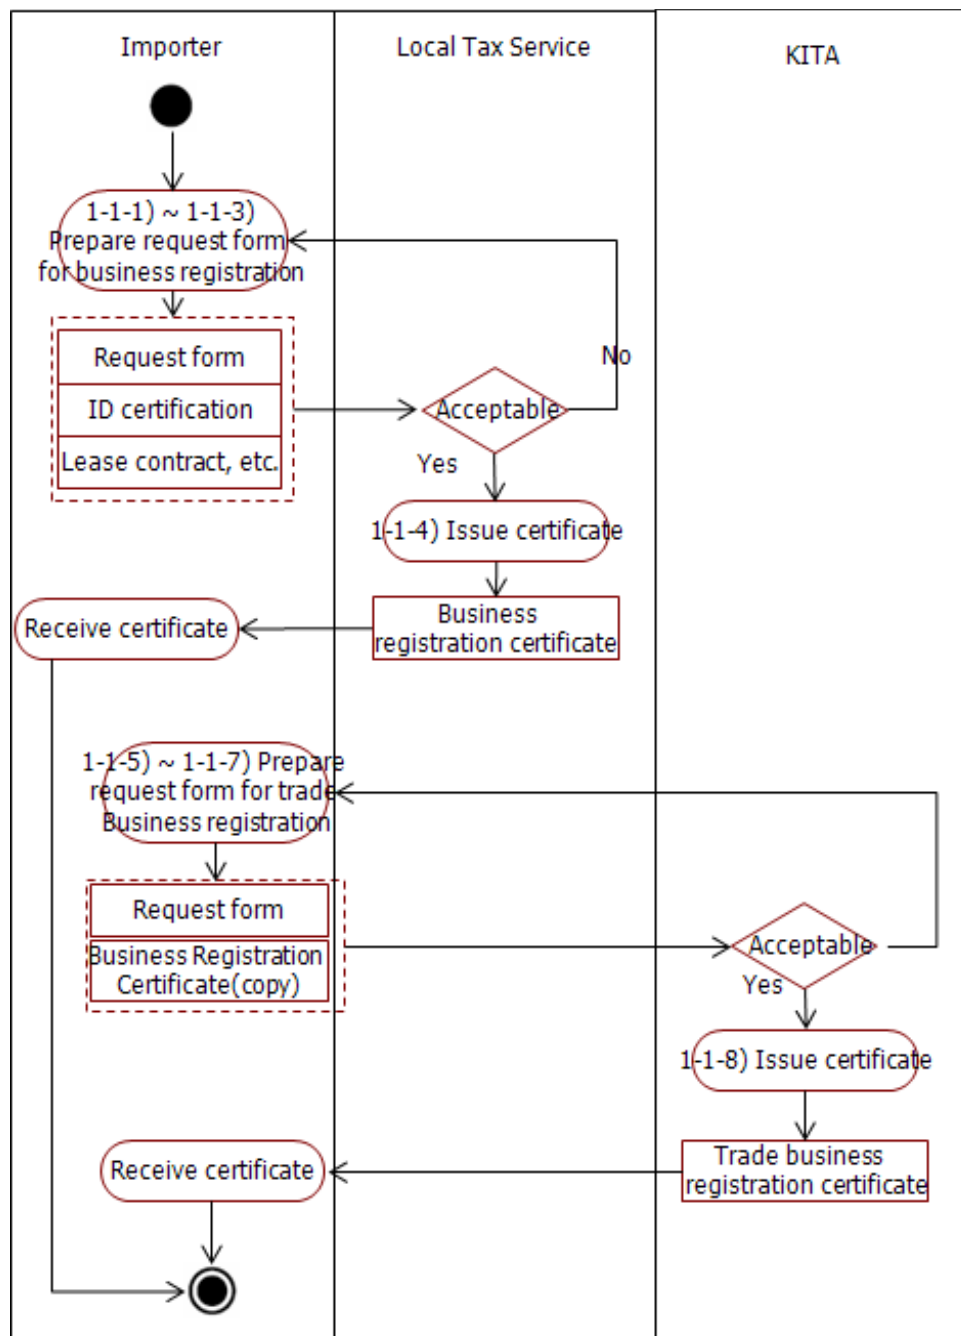 Importer
Local Tax Service
KITA
1-1-1) ~ 1-1-3)
Prepare request form
for business registration
Request form
ID certification
Lease contract, etc.
No
Acceptable
Yes
1-1-4) Issue certificate
Business
registration certificate
Receive certificate
1-1-5) ~ 1-1-7) Prepare
request form for trade
Business registration
Request form
Business Registration
Certificate(copy)
Acceptable
Yes
1-1-8) Issue certificate
Trade business
registration certificate
Receive certificate